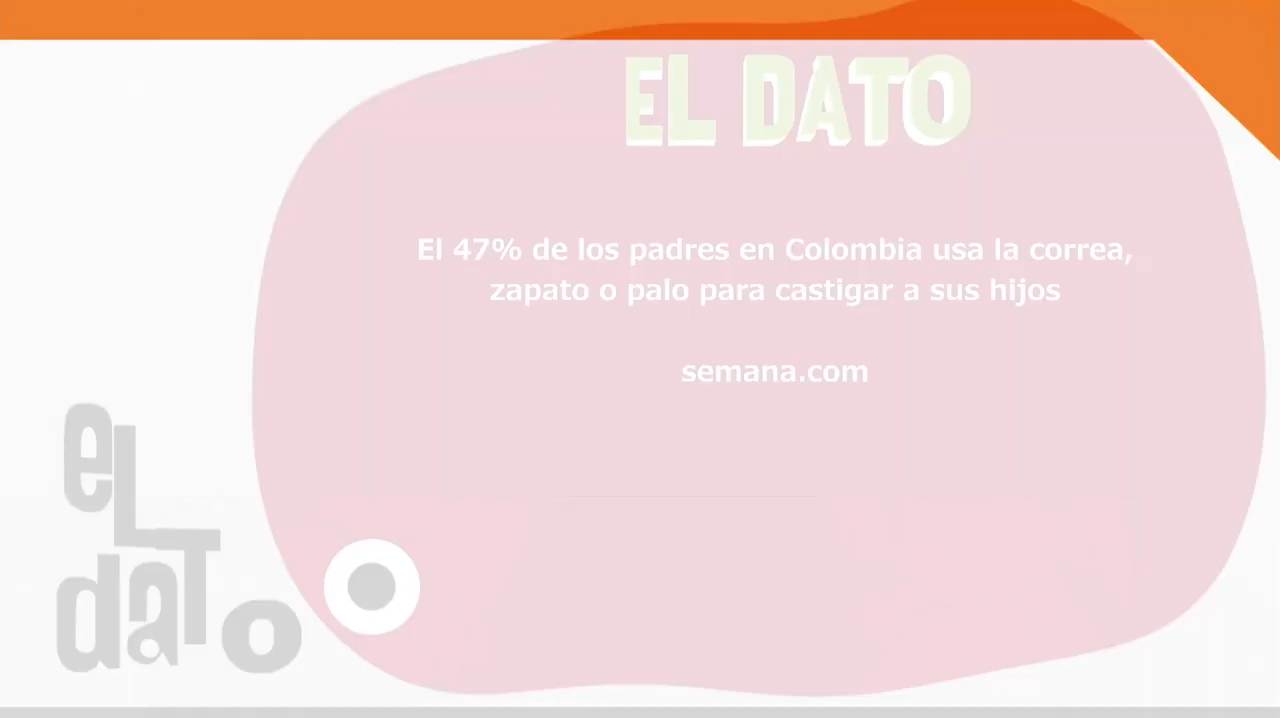 EL DATO
El 47% de los padres en Colombia usa la correa,
zapato o palo para castigar a sus hijos
semana.com
eL
daTo